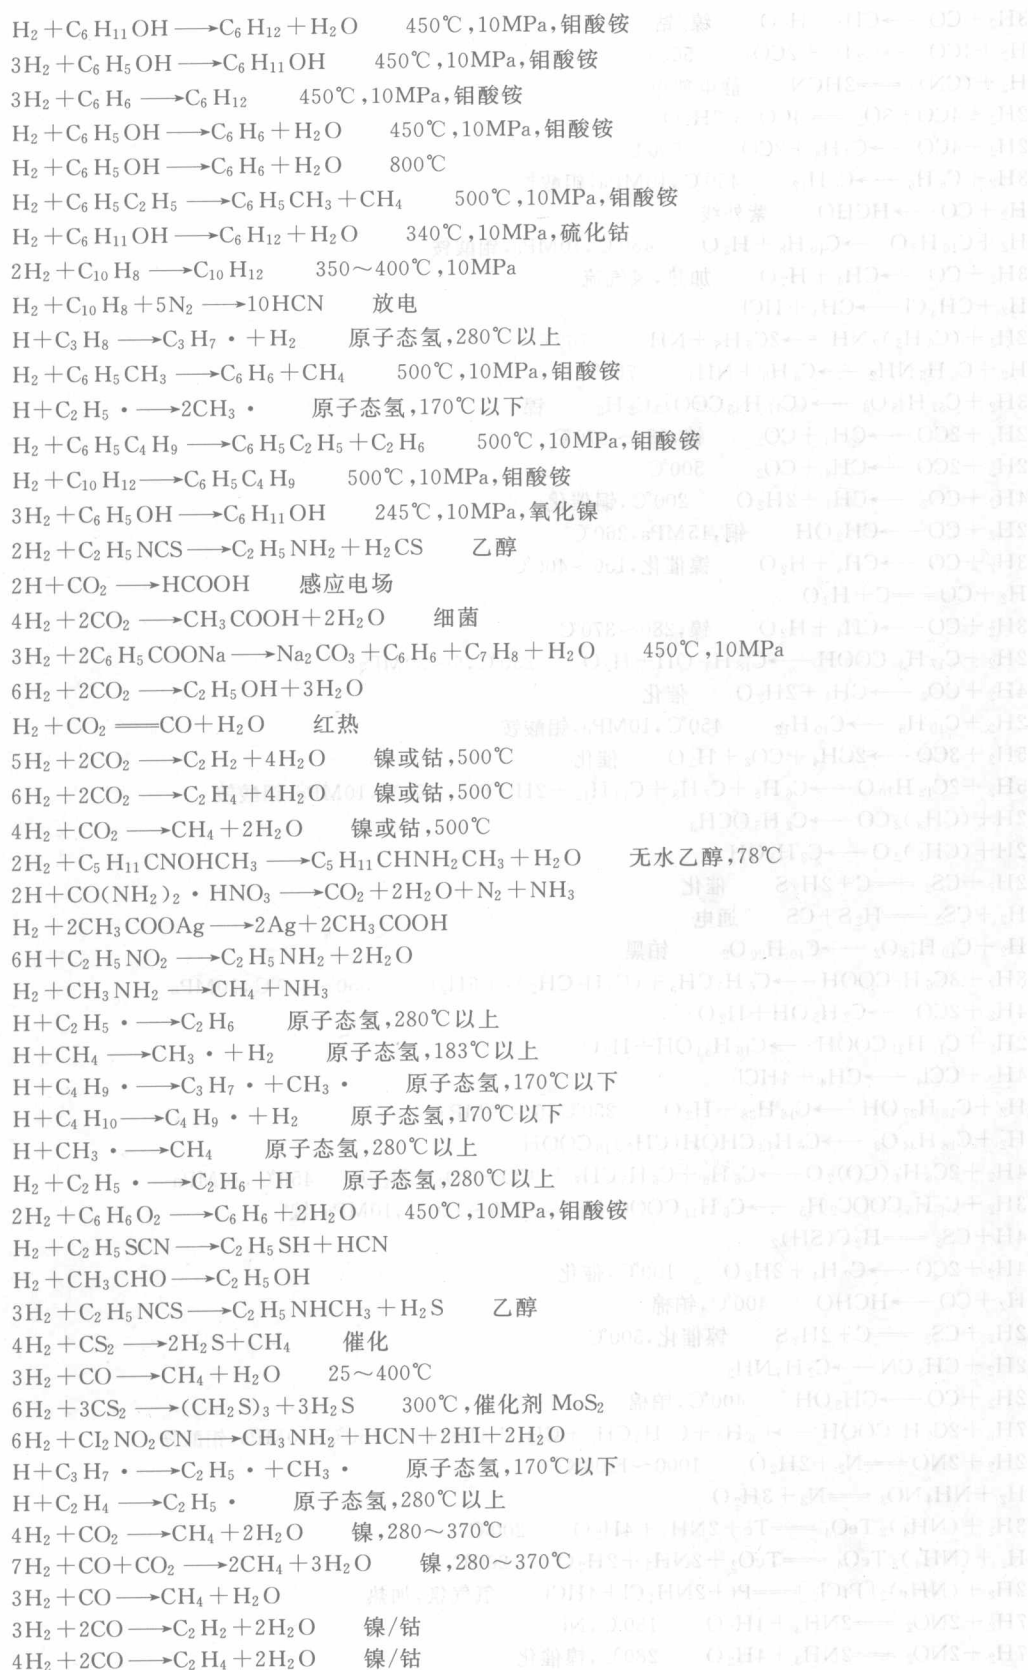 H₂+C₆H₁₁OH⟶C₆H₁₂+H₂O 450℃,10MPa,钼酸铵
3H₂+C₆H₅OH⟶C₆H₁₁OH 450℃,10MPa,钼酸铵
3H₂+C₆H₆⟶C₆H₁₂ 450℃,10MPa,钼酸铵
H₂+C₆H₅OH⟶C₆H₆+H₂O 450℃,10MPa,钼酸铵
H₂+C₆H₅OH⟶C₆H₆+H₂O 800℃
H₂+C₆H₅C₂H₅⟶C₆H₅CH₃+CH₄ 500℃,10MPa,钼酸铵
H₂+C₆H₁₁OH⟶C₆H₁₂+H₂O 340℃,10MPa,硫化钴
2H₂+C₁₀H₈⟶C₁₀H₁₂ 350～400℃,10MPa
H₂+C₁₀H₈+5N₂⟶10HCN 放电
H+C₃H₈⟶C₃H₇·+H₂ 原子态氢,280℃以上
H₂+C₆H₅CH₃⟶C₆H₆+CH₄ 500℃,10MPa,钼酸铵
H+C₂H₅·⟶2CH₃· 原子态氢,170℃以下
H₂+C₆H₅C₄H₉⟶C₆H₅C₂H₅+C₂H₆ 500℃,10MPa,钼酸铵
H₂+C₁₀H₁₂⟶C₆H₅C₄H₉ 500℃,10MPa,钼酸铵
3H₂+C₆H₅OH⟶C₆H₁₁OH 245℃,10MPa,氧化镍
2H₂+C₂H₅NCS⟶C₂H₅NH₂+H₂CS 乙醇
2H+CO₂⟶HCOOH 感应电场
4H₂+2CO₂⟶CH₃COOH+2H₂O 细菌
3H₂+2C₆H₅COONa⟶Na₂CO₃+C₆H₆+C₇H₈+H₂O 450℃,10MPa
6H₂+2CO₂⟶C₂H₅OH+3H₂O
H₂+CO₂══CO+H₂O 红热
5H₂+2CO₂⟶C₂H₂+4H₂O 镍或钴,500℃
6H₂+2CO₂⟶C₂H₄+4H₂O 镍或钴,500℃
4H₂+CO₂⟶CH₄+2H₂O 镍或钴,500℃
2H₂+C₅H₁₁CNOHCH₃⟶C₅H₁₁CHNH₂CH₃+H₂O 无水乙醇,78℃
2H+CO(NH₂)₂·HNO₃⟶CO₂+2H₂O+N₂+NH₃
H₂+2CH₃COOAg⟶2Ag+2CH₃COOH
6H+C₂H₅NO₂⟶C₂H₅NH₂+2H₂O
H₂+CH₃NH₂⟶CH₄+NH₃
H+C₂H₅·⟶C₂H₆ 原子态氢,280℃以上
H+CH₄⟶CH₃·+H₂ 原子态氢,183℃以上
H+C₄H₉·⟶C₃H₇·+CH₃· 原子态氢,170℃以下
H+C₄H₁₀⟶C₄H₉·+H₂ 原子态氢,170℃以下
H+CH₃·⟶CH₄ 原子态氢,280℃以上
H₂+C₂H₅·⟶C₂H₆+H 原子态氢,280℃以上
2H₂+C₆H₆O₂⟶C₆H₆+2H₂O 450℃,10MPa,钼酸铵
H₂+C₂H₅SCN⟶C₂H₅SH+HCN
H₂+CH₃CHO⟶C₂H₅OH
3H₂+C₂H₅NCS⟶C₂H₅NHCH₃+H₂S 乙醇
4H₂+CS₂⟶2H₂S+CH₄ 催化
3H₂+CO⟶CH₄+H₂O 25～400℃
6H₂+3CS₂⟶(CH₂S)₃+3H₂S 300℃,催化剂 MoS₂
6H₂+CI₂NO₂CN⟶CH₃NH₂+HCN+2HI+2H₂O
H+C₃H₇·⟶C₂H₅·+CH₃· 原子态氢,170℃以下
H+C₂H₄⟶C₂H₅· 原子态氢,280℃以上
4H₂+CO₂⟶CH₄+2H₂O 镍,280～370℃
7H₂+CO+CO₂⟶2CH₄+3H₂O 镍,280～370℃
3H₂+CO⟶CH₄+H₂O
3H₂+2CO⟶C₂H₂+2H₂O 镍/钴
4H₂+2CO⟶C₂H₄+2H₂O 镍/钴